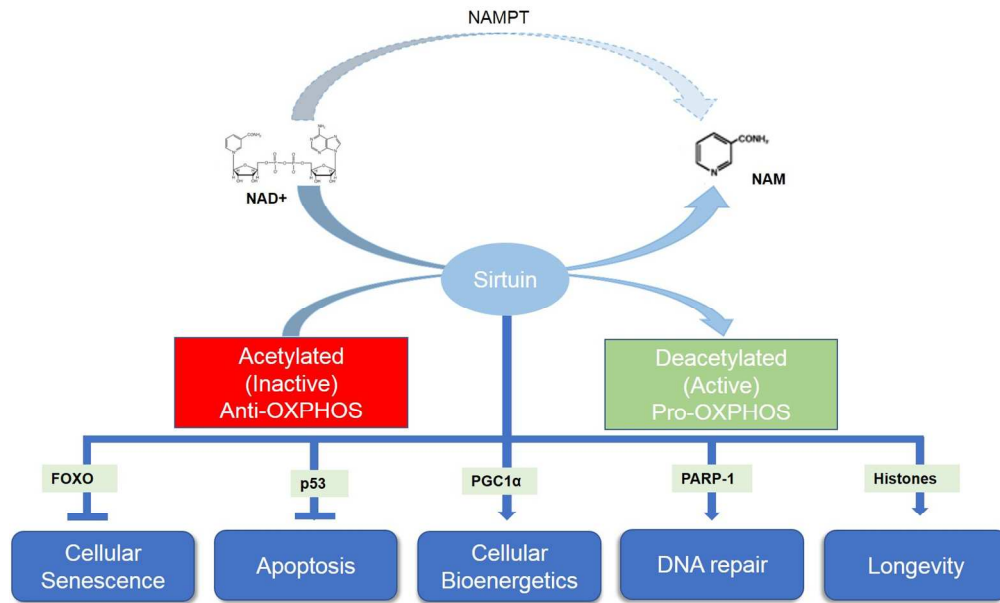 NAMPT
NAD+
CONH₂
N
NAM
Sirtuin
Acetylated
(Inactive)
Anti-OXPHOS
Deacetylated
(Active)
Pro-OXPHOS
FOXO
p53
PGC1α
PARP-1
Histones
Cellular
Senescence
Apoptosis
Cellular
Bioenergetics
DNA repair
Longevity